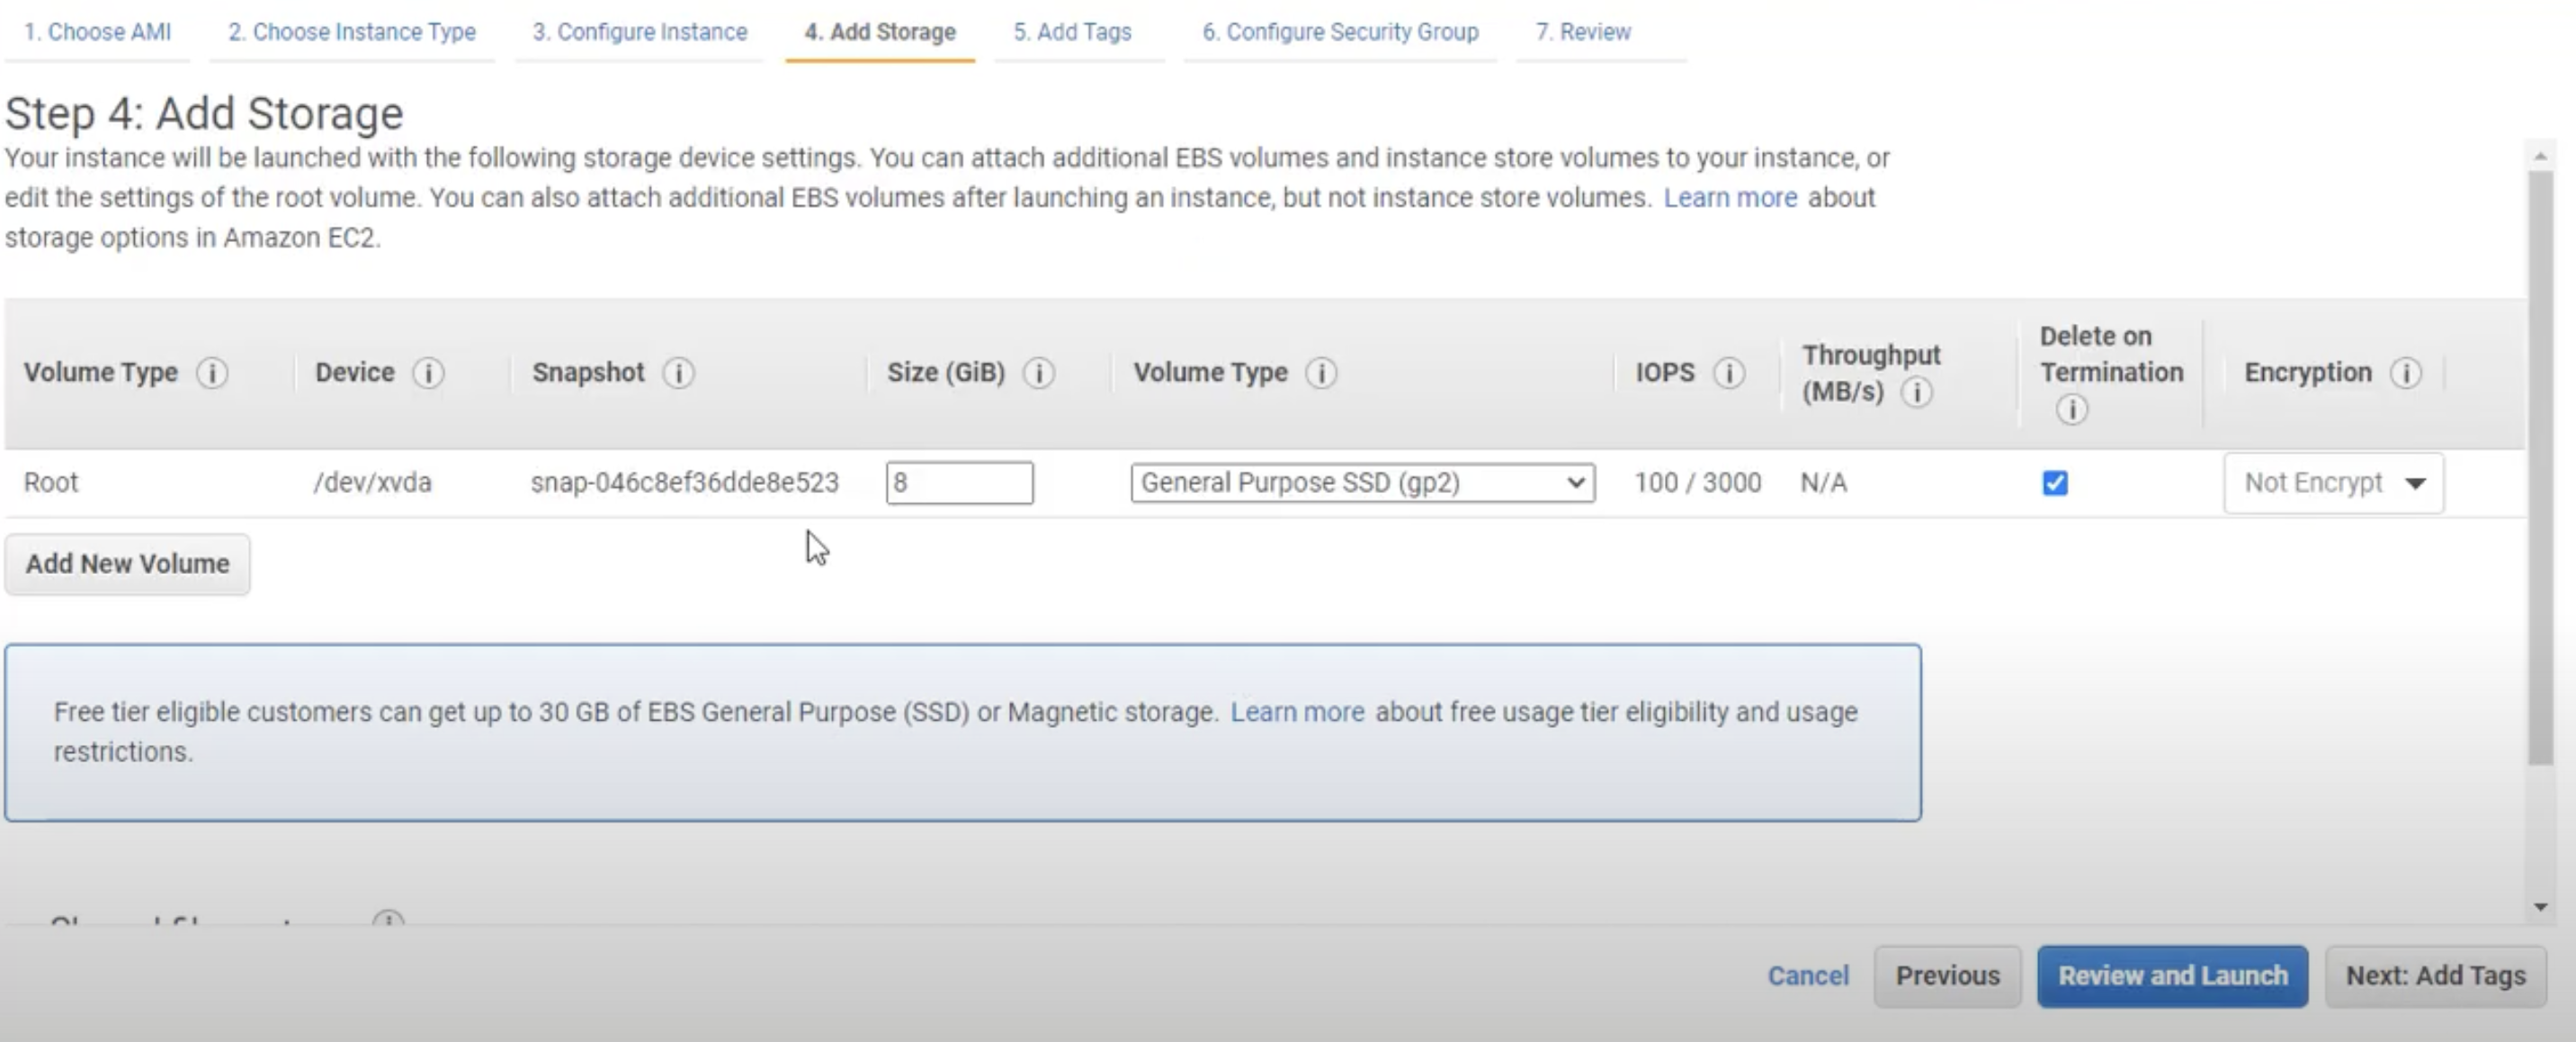 1. Choose AMI 2. Choose Instance Type 3. Configure Instance 4. Add Storage 5. Add Tags 6. Configure Security Group 7. Review
Step 4: Add Storage
Your instance will be launched with the following storage device settings. You can attach additional EBS volumes and instance store volumes to your instance, or
edit the settings of the root volume. You can also attach additional EBS volumes after launching an instance, but not instance store volumes. Learn more about
storage options in Amazon EC2.
Volume Type Device Snapshot Size (GiB) Volume Type IOPS Throughput (MB/s) Delete on Termination Encryption
Root /dev/xvda snap-046c8ef36dde8e523 8 General Purpose SSD (gp2) 100 / 3000 N/A Not Encrypt
Add New Volume
Free tier eligible customers can get up to 30 GB of EBS General Purpose (SSD) or Magnetic storage. Learn more about free usage tier eligibility and usage
restrictions.
Cancel Previous Review and Launch Next: Add Tags